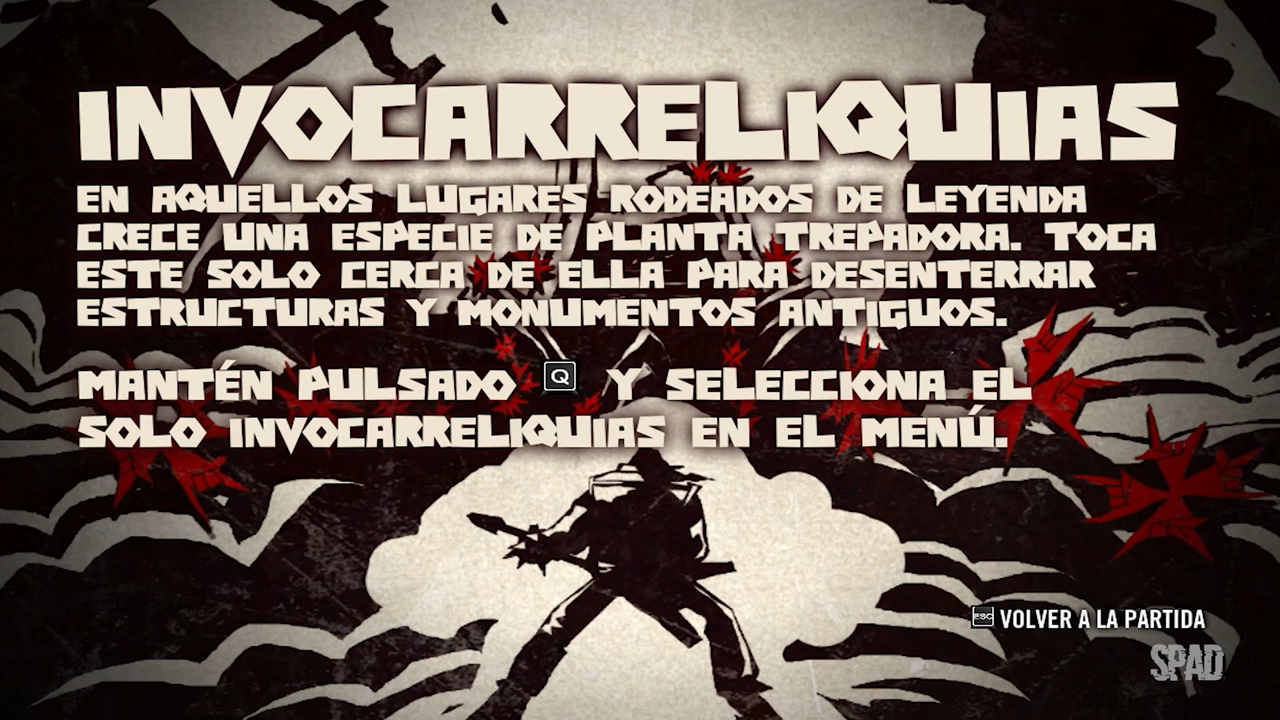 INVOCARRELIQUIAS
EN AQUELLOS LUGARES RODEADOS DE LEYENDA
CRECE UNA ESPECIE DE PLANTA TREPADORA. TOCA
ESTE SOLO CERCA DE ELLA PARA DESENTERRAR
ESTRUCTURAS Y MONUMENTOS ANTIGUOS.
MANTÉN PULSADO Q Y SELECCIONA EL
SOLO INVOCARRELIQUIAS EN EL MENÚ.
ESC VOLVER A LA PARTIDA
SPAD